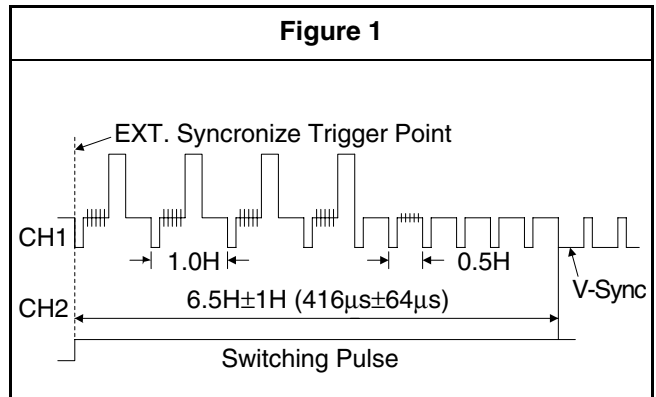 Figure 1
EXT. Syncronize Trigger Point
CH1
1.0H
0.5H
V-Sync
CH2
6.5H±1H (416μs±64μs)
Switching Pulse